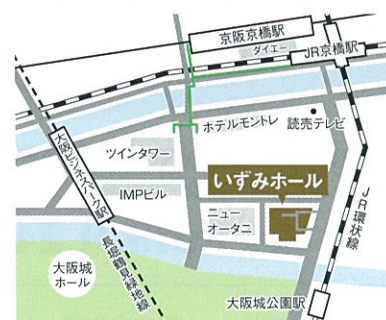 京阪京橋駅
ダイエー
JR京橋駅
ホテルモントレ
読売テレビ
大阪ビジネスパーク駅
ツインタワー
IMPビル
いずみホール
ニュー
オータニ
JR環状線
長堀鶴見緑地線
大阪城
ホール
大阪城公園駅